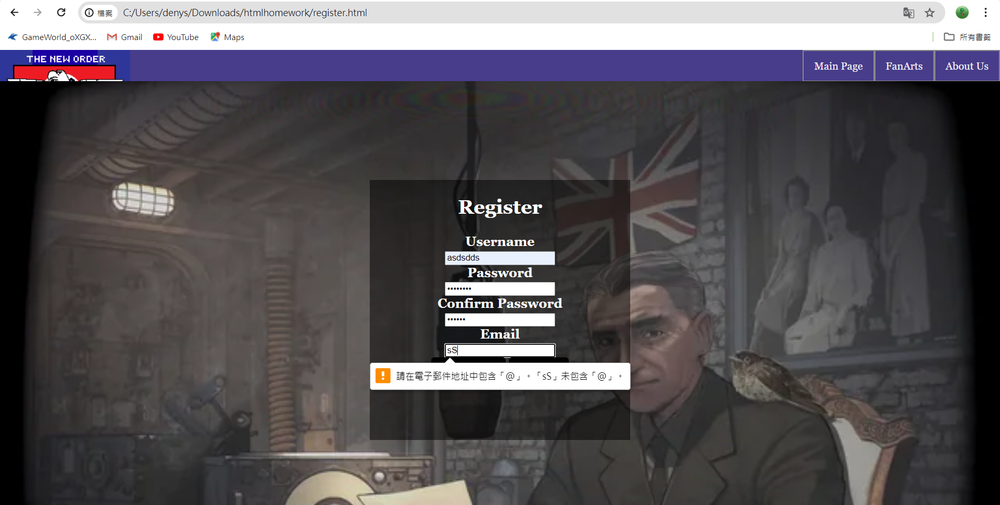 檔案 C:/Users/denys/Downloads/htmlhomework/register.html
GameWorld_oXGX... Gmail YouTube Maps 所有書籤
THE NEW ORDER
Main Page FanArts About Us
Register
Username
asdsdds
Password
••••••••
Confirm Password
••••••
Email
sS
請在電子郵件地址中包含「@」。「sS」未包含「@」。